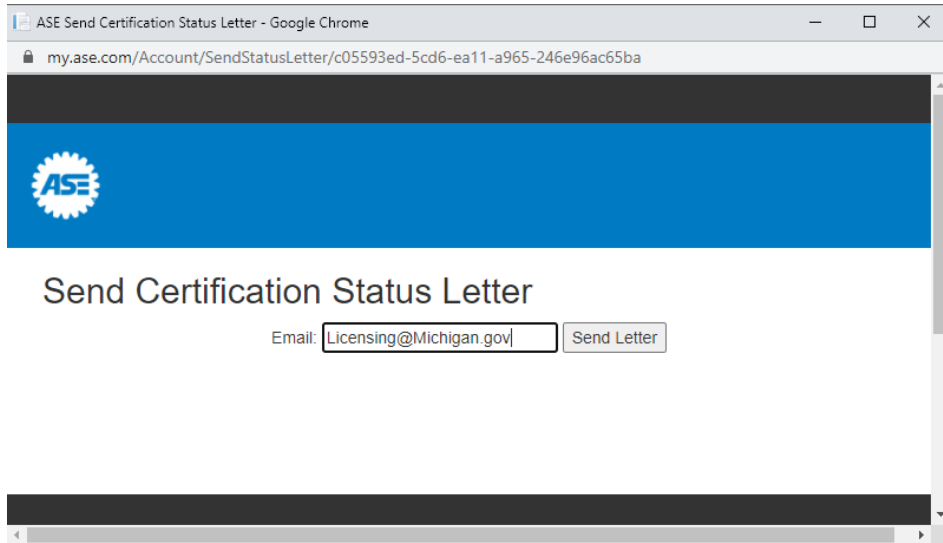 ASE Send Certification Status Letter - Google Chrome
my.ase.com/Account/SendStatusLetter/c05593ed-5cd6-ea11-a965-246e96ac65ba
ASE
Send Certification Status Letter
Email: Licensing@Michigan.gov Send Letter